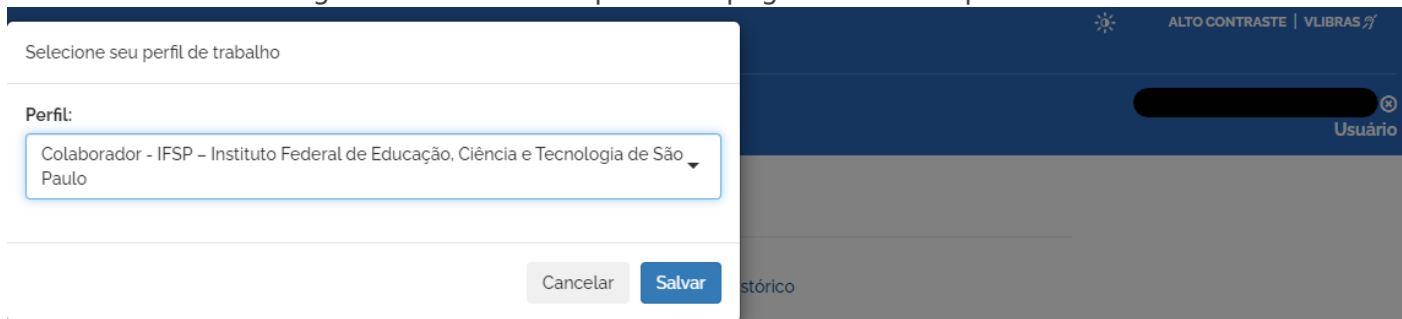 Selecione seu perfil de trabalho
ALTO CONTRASTE | VLIBRAS
Perfil:
Usuário
Colaborador - IFSP – Instituto Federal de Educação, Ciência e Tecnologia de São
Paulo
Cancelar
Salvar
stórico